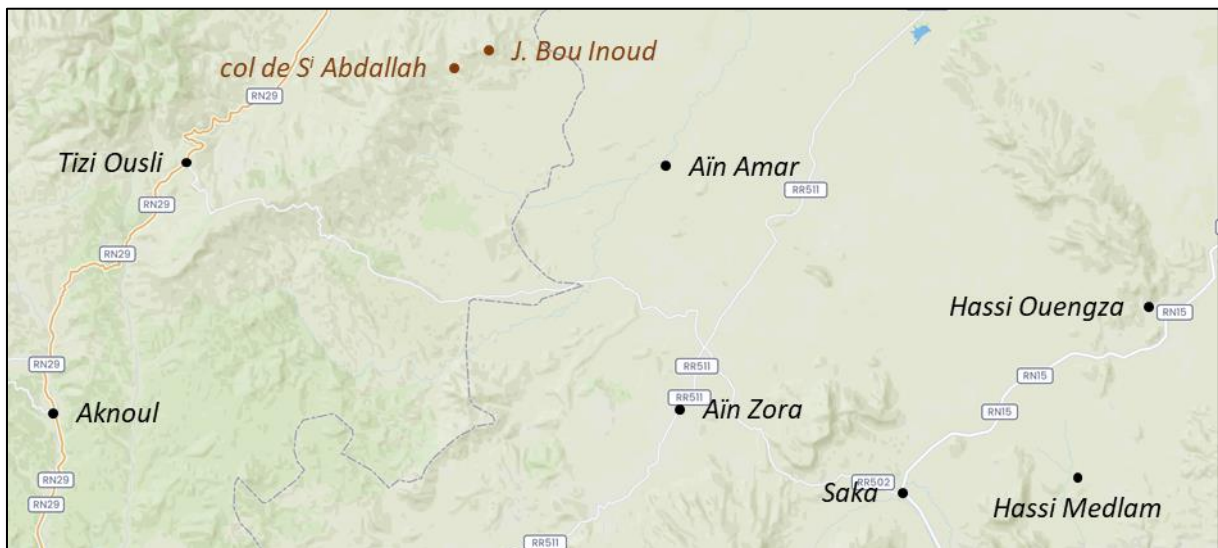 J. Bou Inoud
col de Sⁱ Abdallah
RN29
Tizi Ousli
Aïn Amar
RR511
RN29
RN29
Hassi Ouengza
RN15
RN29
RR511
RN15
RR511
Aknoul
Aïn Zora
RN15
RN29
RR502
Saka
RN29
Hassi Medlam
RR511